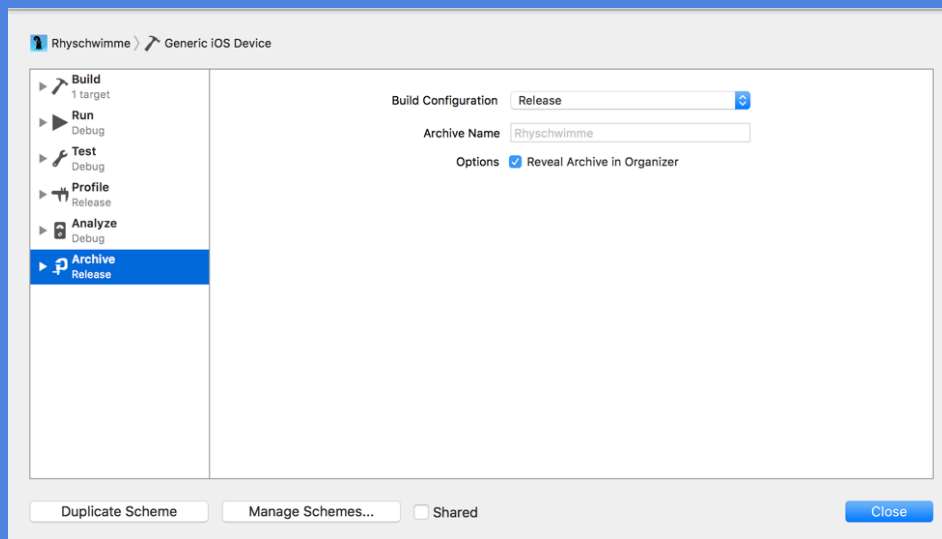 Rhyschwimme Generic iOS Device
Build
1 target
Run
Debug
Test
Debug
Profile
Release
Analyze
Debug
Archive
Release
Build Configuration Release
Archive Name Rhyschwimme
Options Reveal Archive in Organizer
Duplicate Scheme Manage Schemes... Shared Close